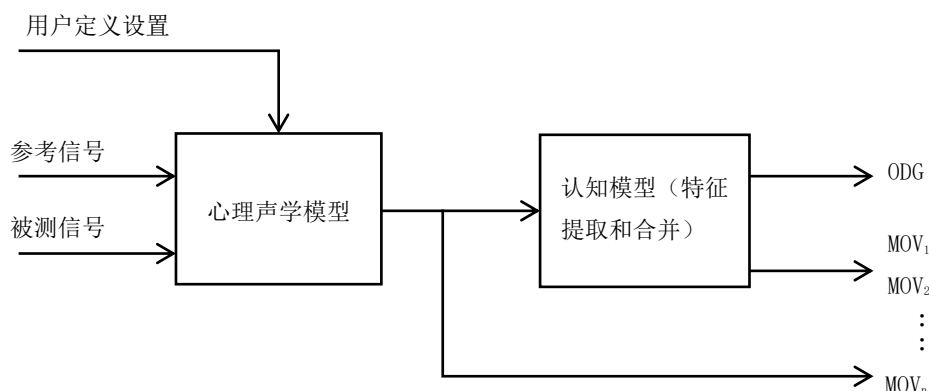 用户定义设置
参考信号
被测信号
心理声学模型
认知模型（特征
提取和合并）
ODG
MOV₁
MOV₂
⋮
MOVₙ